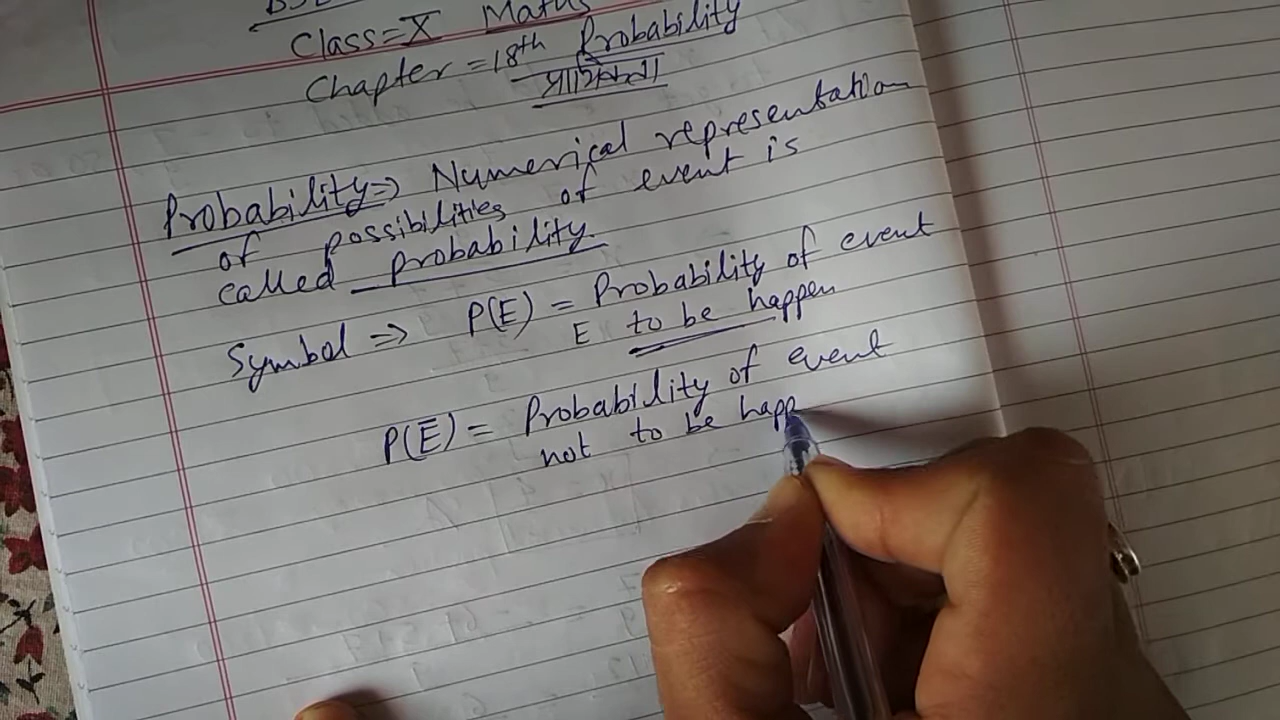 Class=X Maths
Chapter = 18th Probability
प्रायिकता
Probability => Numerical representation
of possibilities of event is
called probability
Symbol => P(E) = Probability of event
E to be happen
P(E̅) = Probability of event
not to be happ